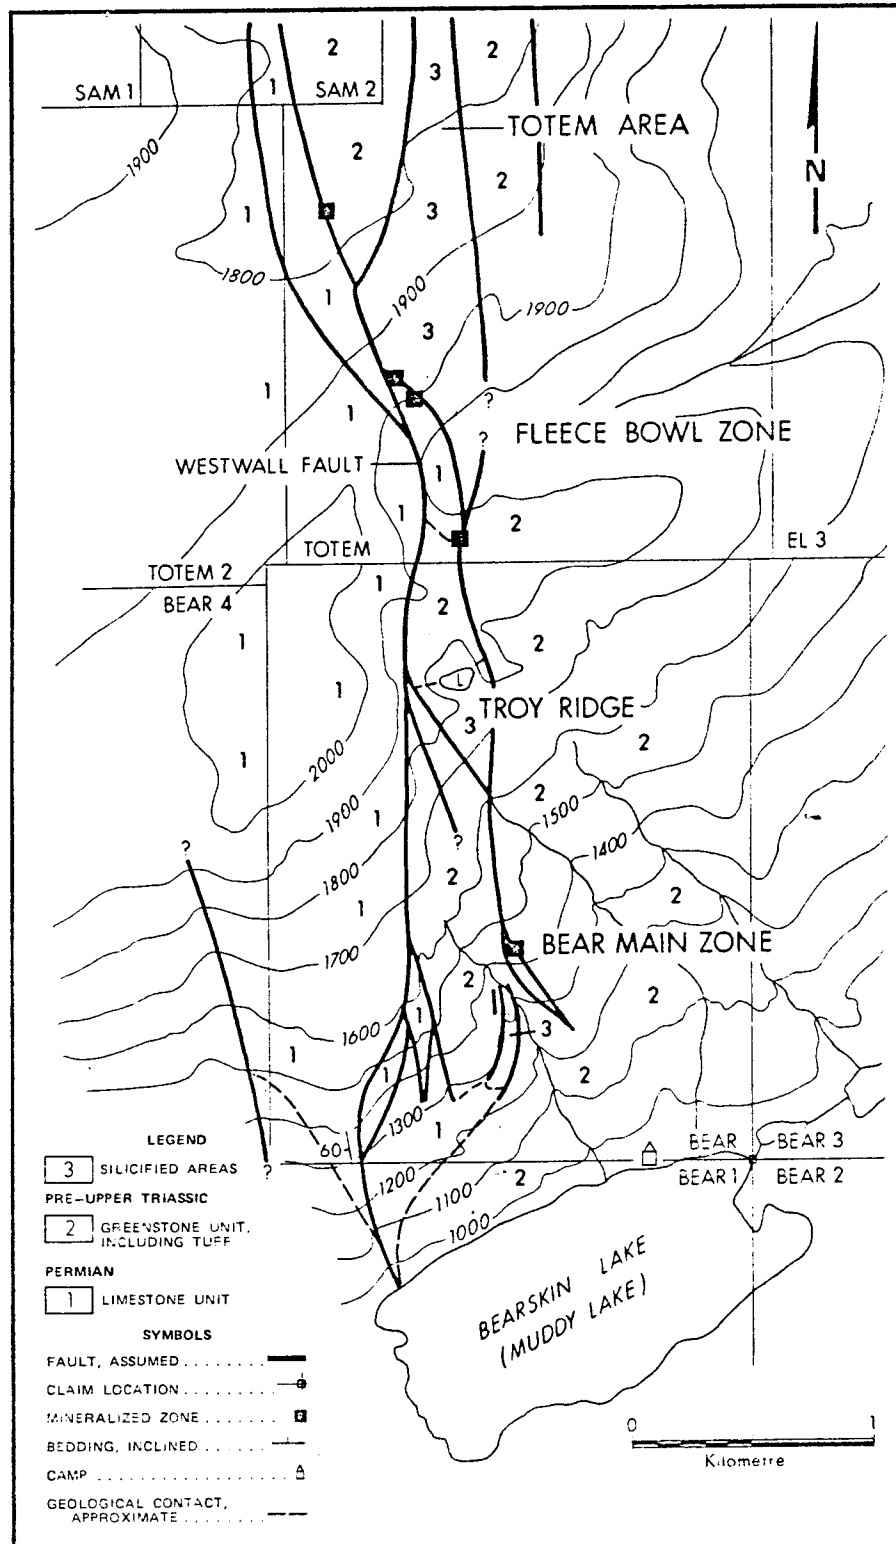 SAM 1
SAM 2
1
2
3
2
TOTEM AREA
1900
2
2
N
1
3
1800
1
1900
3
1900
1
1
?
?
FLEECE BOWL ZONE
WESTWALL FAULT
1
1
2
TOTEM
EL 3
TOTEM 2
BEAR 4
1
2
1
2
L
1
TROY RIDGE
3
1
2000
2
1900
2
1500
1
?
?
1400
1800
2
2
1
BEAR MAIN ZONE
1700
2
2
1600
1
1
3
1
2
1
1300
1
60
BEAR
BEAR 3
?
1200
2
BEAR 1
BEAR 2
1100
1000
BEARSKIN LAKE
(MUDDY LAKE)
LEGEND
3 SILICIFIED AREAS
PRE-UPPER TRIASSIC
2 GREENSTONE UNIT,
INCLUDING TUFF
PERMIAN
1 LIMESTONE UNIT
SYMBOLS
FAULT, ASSUMED . . . . . . . .
CLAIM LOCATION . . . . . . . .
MINERALIZED ZONE . . . . . . .
BEDDING, INCLINED . . . . . .
CAMP . . . . . . . . . . . . . . . .
GEOLOGICAL CONTACT,
APPROXIMATE . . . . . . . .
0 1
Kilometre